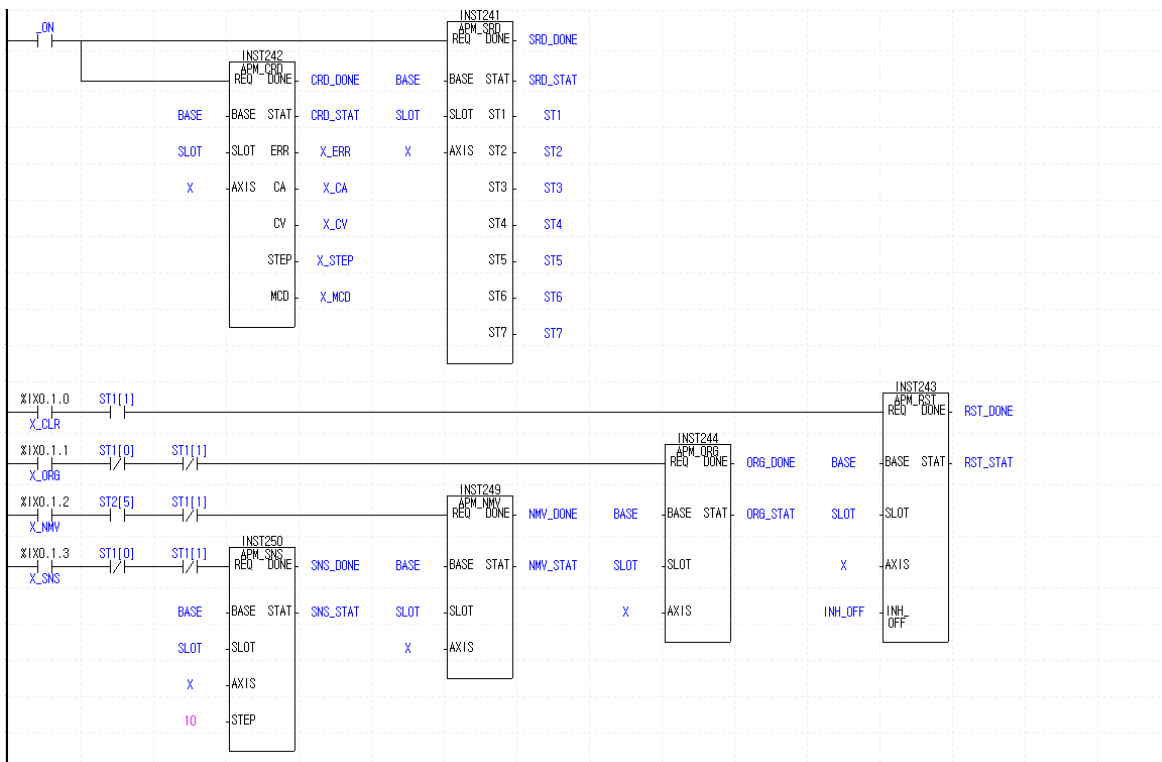 _ON
INST241
APM_SRD
REQ DONE SRD_DONE
INST242
APM_CRD
REQ DONE CRD_DONE BASE BASE STAT SRD_STAT
BASE BASE STAT CRD_STAT SLOT SLOT ST1 ST1
SLOT SLOT ERR X_ERR X AXIS ST2 ST2
X AXIS CA X_CA ST3 ST3
CV X_CV ST4 ST4
STEP X_STEP ST5 ST5
MCD X_MCD ST6 ST6
ST7 ST7
INST243
%IX0.1.0 ST1[1] APM_RST
REQ DONE RST_DONE
X_CLR
INST244
%IX0.1.1 ST1[0] ST1[1] APM_ORG
REQ DONE ORG_DONE BASE BASE STAT RST_STAT
X_ORG
INST249
%IX0.1.2 ST2[5] ST1[1] APM_NMV
REQ DONE NMV_DONE BASE BASE STAT ORG_STAT SLOT SLOT
X_NMV
INST250
%IX0.1.3 ST1[0] ST1[1] APM_SNS
REQ DONE SNS_DONE BASE BASE STAT NMV_STAT SLOT SLOT X AXIS
X_SNS
BASE BASE STAT SNS_STAT SLOT SLOT X AXIS INH_OFF INH_
OFF
SLOT SLOT X AXIS
X AXIS
10 STEP